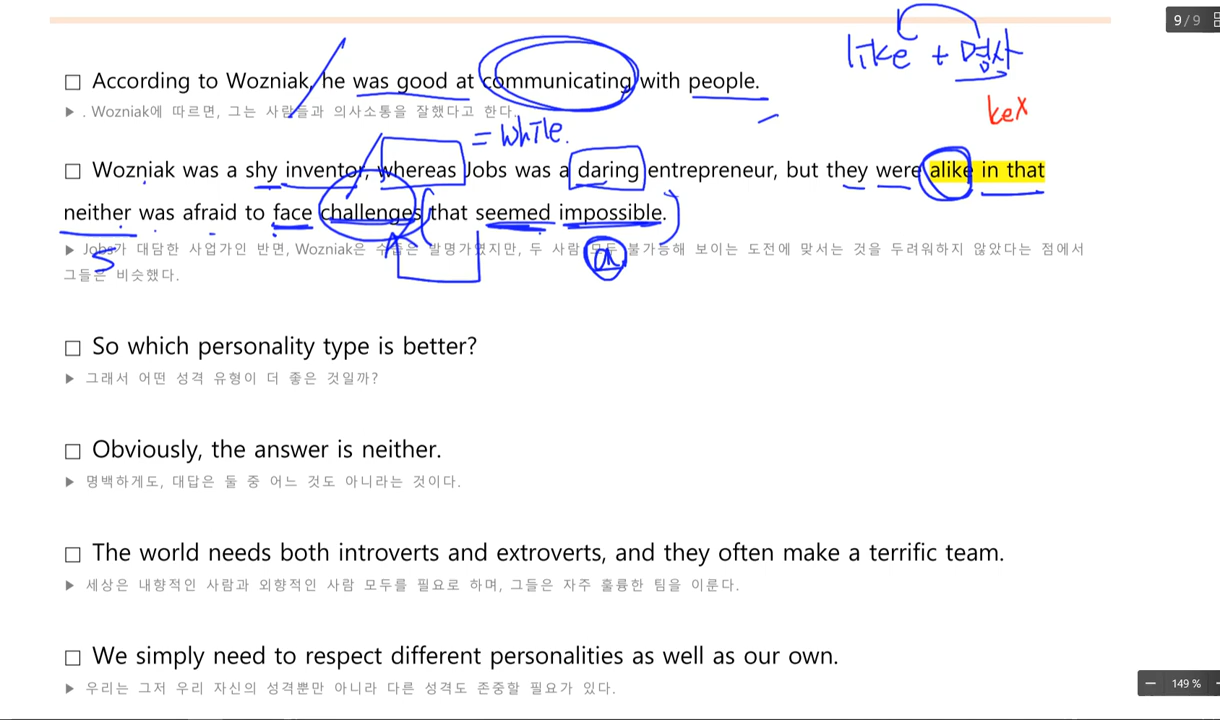 9 / 9
like + 명사
□ According to Wozniak, he was good at communicating with people.
▶ . Wozniak에 따르면, 그는 사람들과 의사소통을 잘했다고 한다.
= while.
□ Wozniak was a shy inventor, whereas Jobs was a daring entrepreneur, but they were alike in that
neither was afraid to face challenges that seemed impossible.
▶ Jobs가 대담한 사업가인 반면, Wozniak은 수줍은 발명가였지만, 두 사람 모두 불가능해 보이는 도전에 맞서는 것을 두려워하지 않았다는 점에서
S
a
그들은 비슷했다.
□ So which personality type is better?
▶ 그래서 어떤 성격 유형이 더 좋은 것일까?
□ Obviously, the answer is neither.
▶ 명백하게도, 대답은 둘 중 어느 것도 아니라는 것이다.
□ The world needs both introverts and extroverts, and they often make a terrific team.
▶ 세상은 내향적인 사람과 외향적인 사람 모두를 필요로 하며, 그들은 자주 훌륭한 팀을 이룬다.
□ We simply need to respect different personalities as well as our own.
▶ 우리는 그저 우리 자신의 성격뿐만 아니라 다른 성격도 존중할 필요가 있다.
149 %